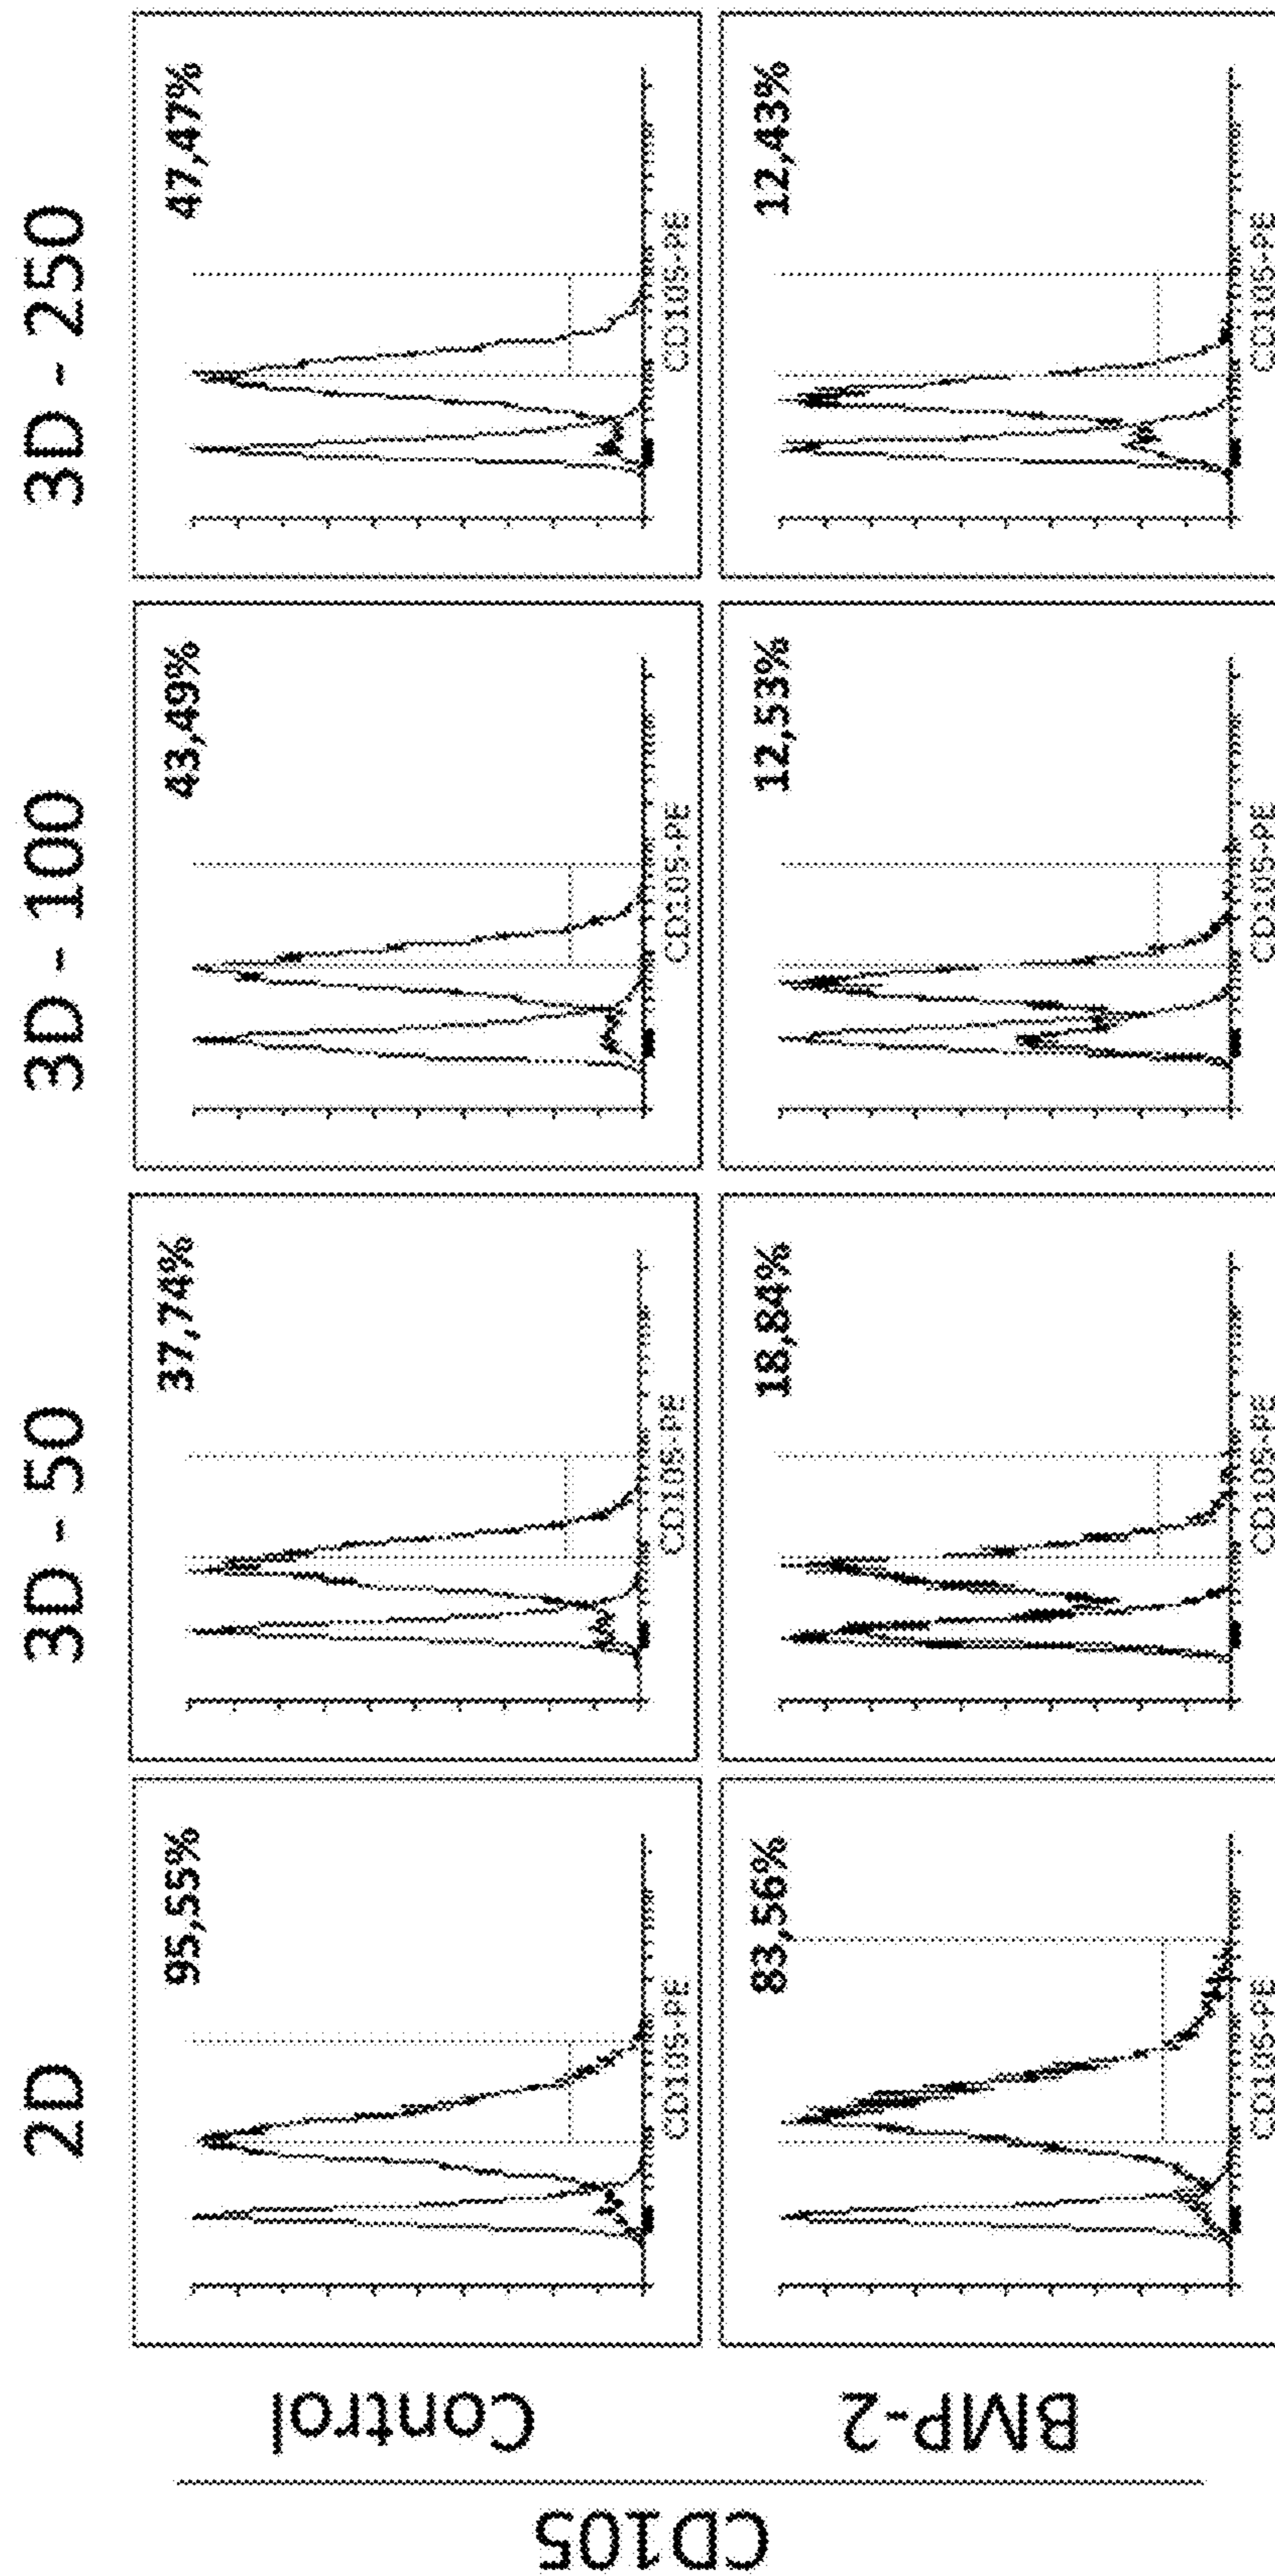 2D
3D - 50
3D - 100
3D - 250
CD105
Control
95,55%
CD105-PE
37,74%
CD105-PE
43,49%
CD105-PE
47,47%
CD105-PE
BMP-2
83,56%
CD105-PE
18,84%
CD105-PE
12,53%
CD105-PE
12,43%
CD105-PE